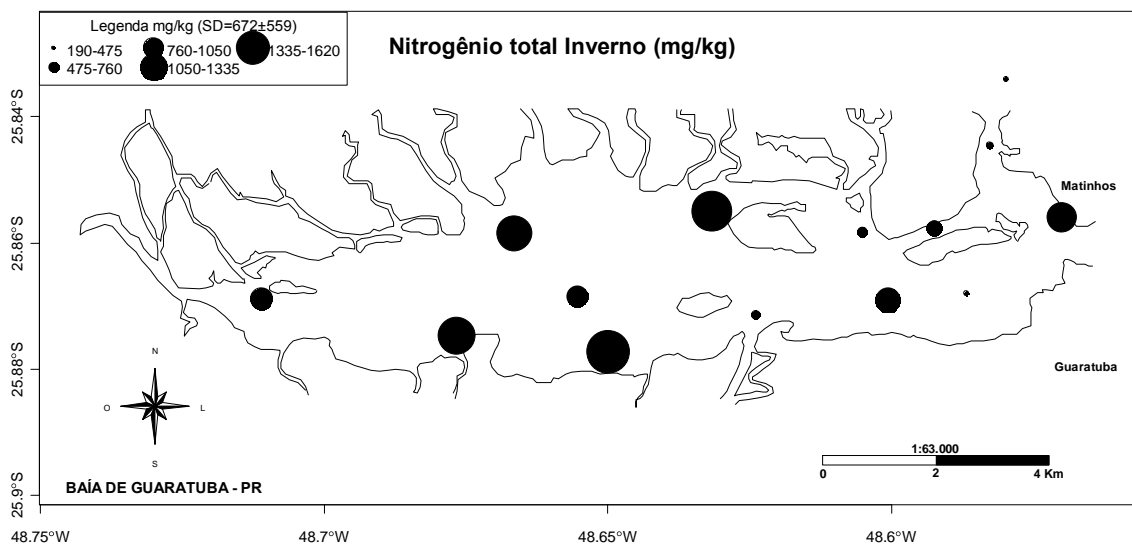 Legenda mg/kg (SD=672±559)
190-475 760-1050 1335-1620
475-760 1050-1335
Nitrogênio total Inverno (mg/kg)
25.84°S
Matinhos
25.86°S
Guaratuba
25.88°S
N
O L
S
1:63.000
0 2 4 Km
BAÍA DE GUARATUBA - PR
25.9°S
48.75°W 48.7°W 48.65°W 48.6°W